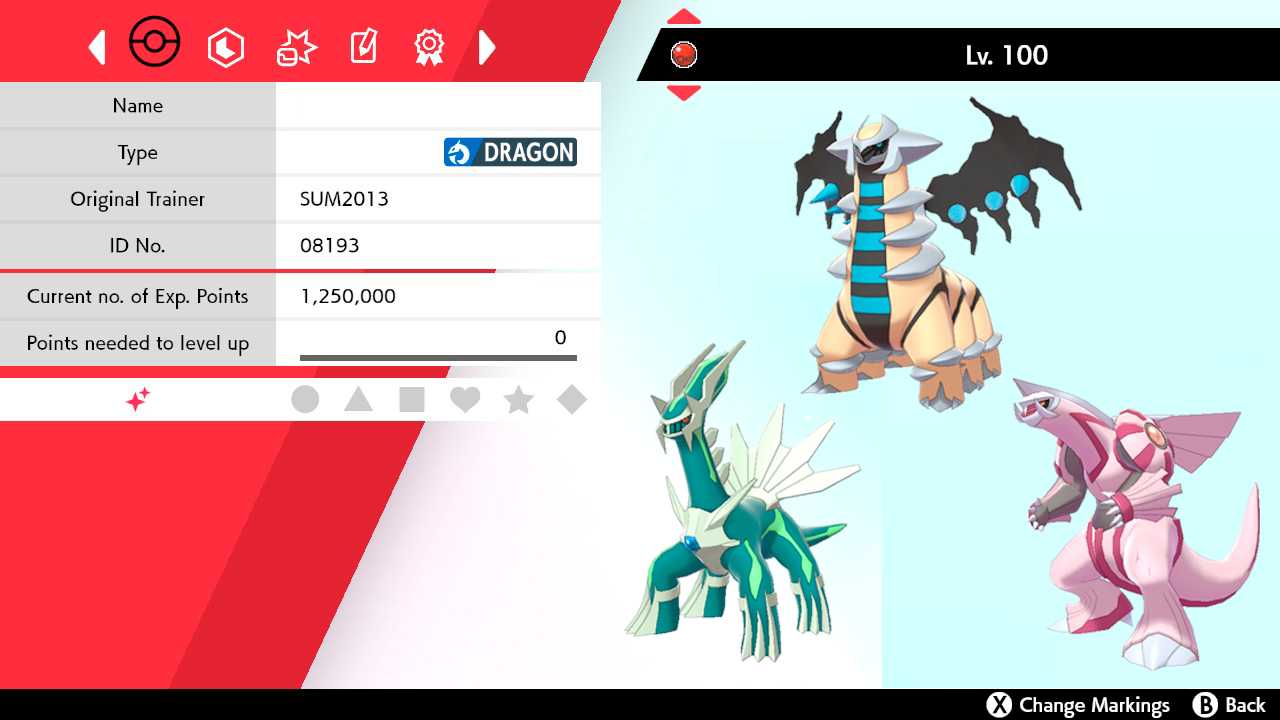 Lv. 100
Name
Type DRAGON
Original Trainer SUM2013
ID No. 08193
Current no. of Exp. Points 1,250,000
Points needed to level up 0
X Change Markings B Back